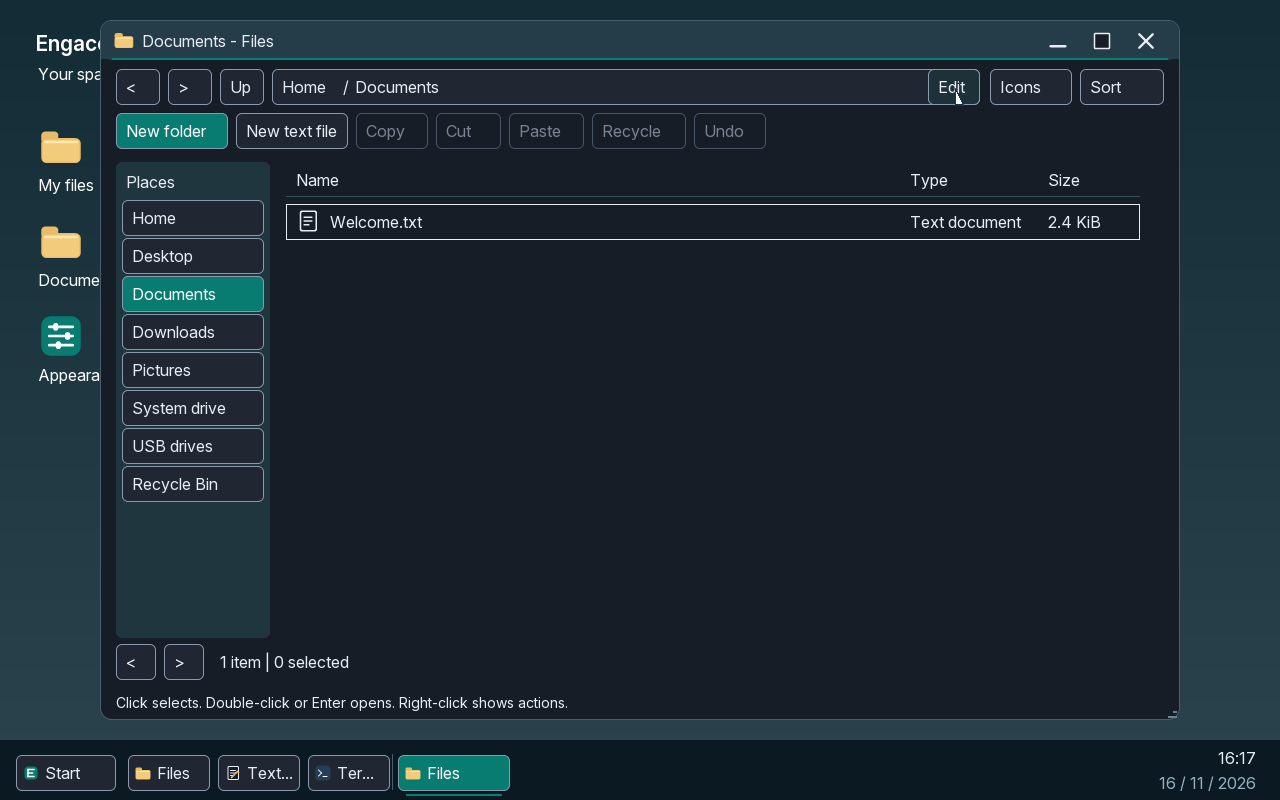 Documents - Files
Engac
Your spa
< > Up Home / Documents Edit Icons Sort
New folder New text file Copy Cut Paste Recycle Undo
My files
Docume
Appeara
Places
Home
Desktop
Documents
Downloads
Pictures
System drive
USB drives
Recycle Bin
Name Type Size
Welcome.txt Text document 2.4 KiB
< > 1 item | 0 selected
Click selects. Double-click or Enter opens. Right-click shows actions.
Start Files Text... Ter... Files
16:17
16 / 11 / 2026